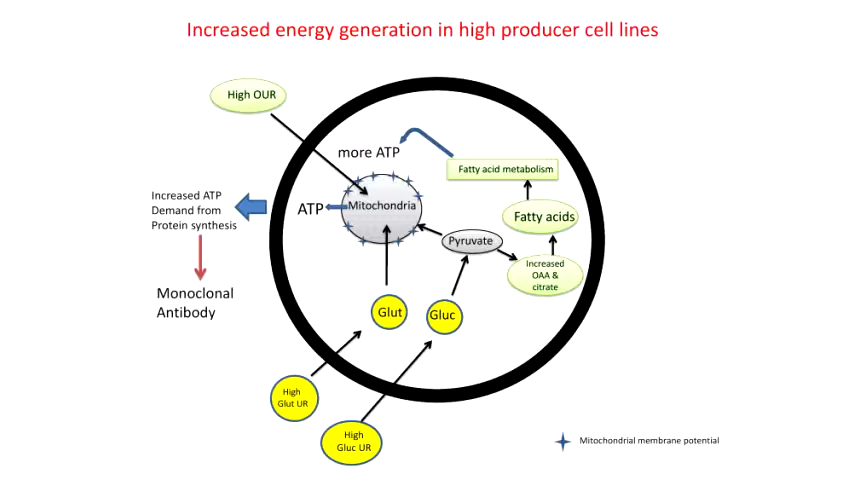 Increased energy generation in high producer cell lines
High OUR
more ATP
Fatty acid metabolism
Increased ATP
Demand from
Protein synthesis
ATP
Mitochondria
Fatty acids
Pyruvate
Increased
OAA &
citrate
Monoclonal
Antibody
Glut
Gluc
High
Glut UR
High
Gluc UR
Mitochondrial membrane potential